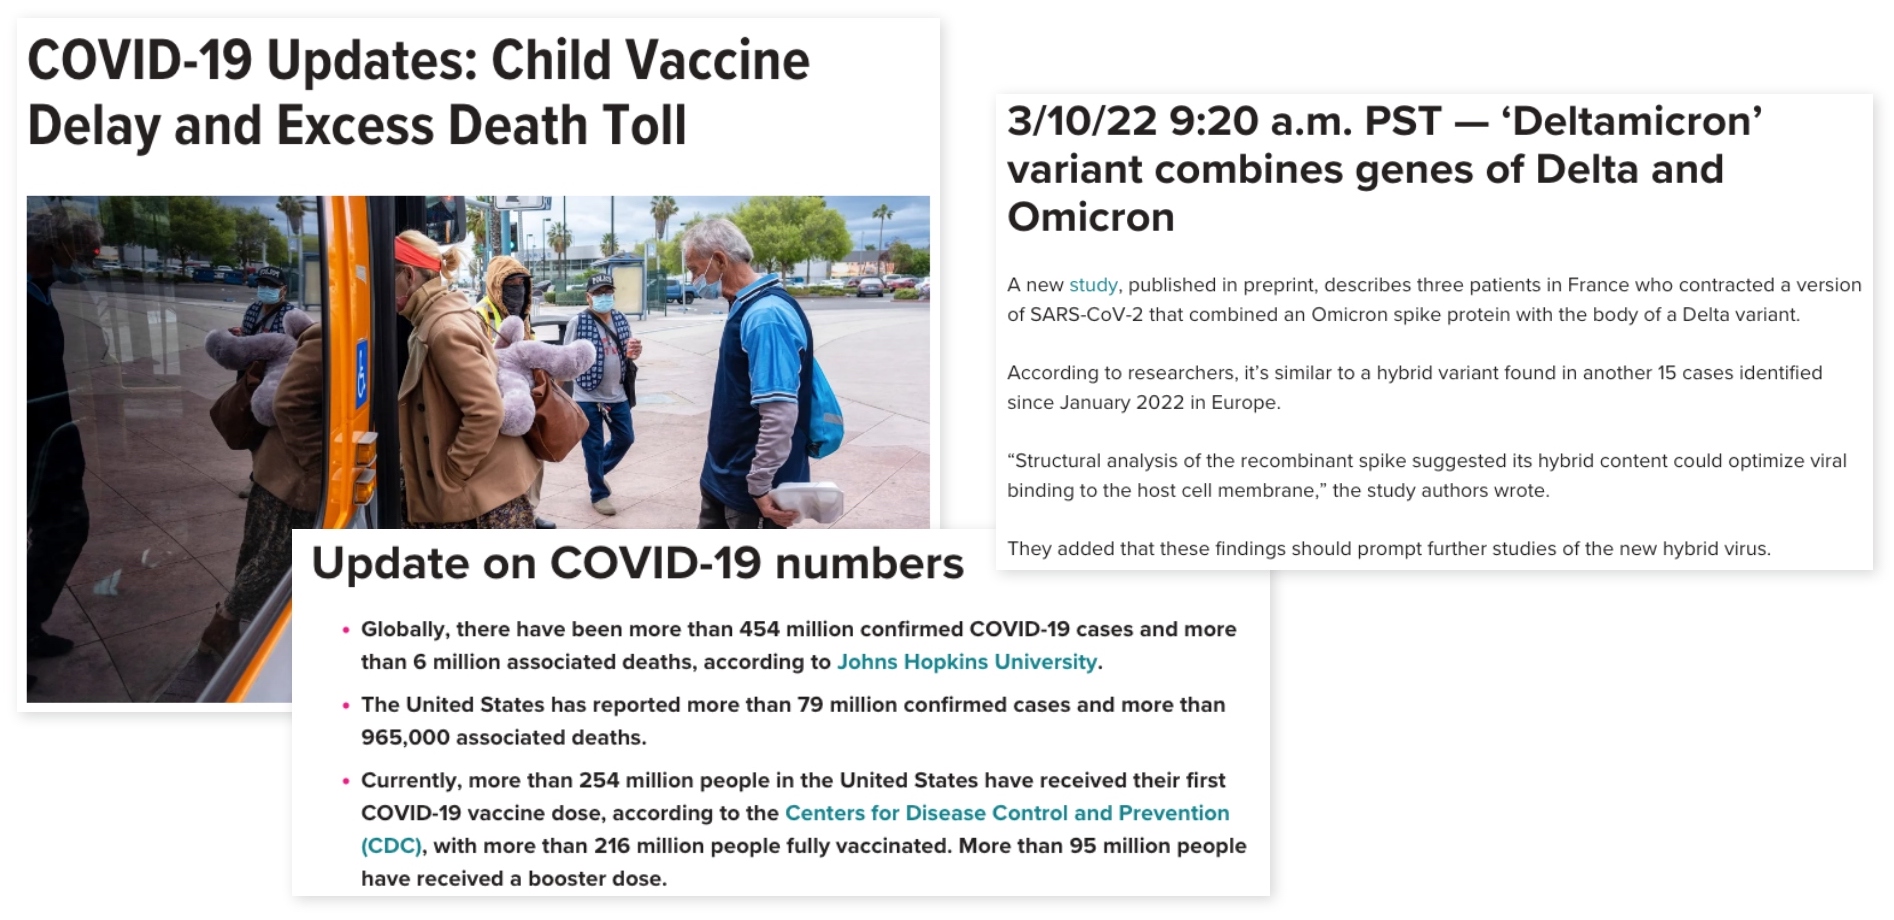 COVID-19 Updates: Child Vaccine
Delay and Excess Death Toll
POLICE
POLICE
3/10/22 9:20 a.m. PST — ‘Deltamicron’
variant combines genes of Delta and
Omicron
A new study, published in preprint, describes three patients in France who contracted a version
of SARS-CoV-2 that combined an Omicron spike protein with the body of a Delta variant.
According to researchers, it’s similar to a hybrid variant found in another 15 cases identified
since January 2022 in Europe.
“Structural analysis of the recombinant spike suggested its hybrid content could optimize viral
binding to the host cell membrane,” the study authors wrote.
They added that these findings should prompt further studies of the new hybrid virus.
Update on COVID-19 numbers
• Globally, there have been more than 454 million confirmed COVID-19 cases and more
than 6 million associated deaths, according to Johns Hopkins University.
• The United States has reported more than 79 million confirmed cases and more than
965,000 associated deaths.
• Currently, more than 254 million people in the United States have received their first
COVID-19 vaccine dose, according to the Centers for Disease Control and Prevention
(CDC), with more than 216 million people fully vaccinated. More than 95 million people
have received a booster dose.